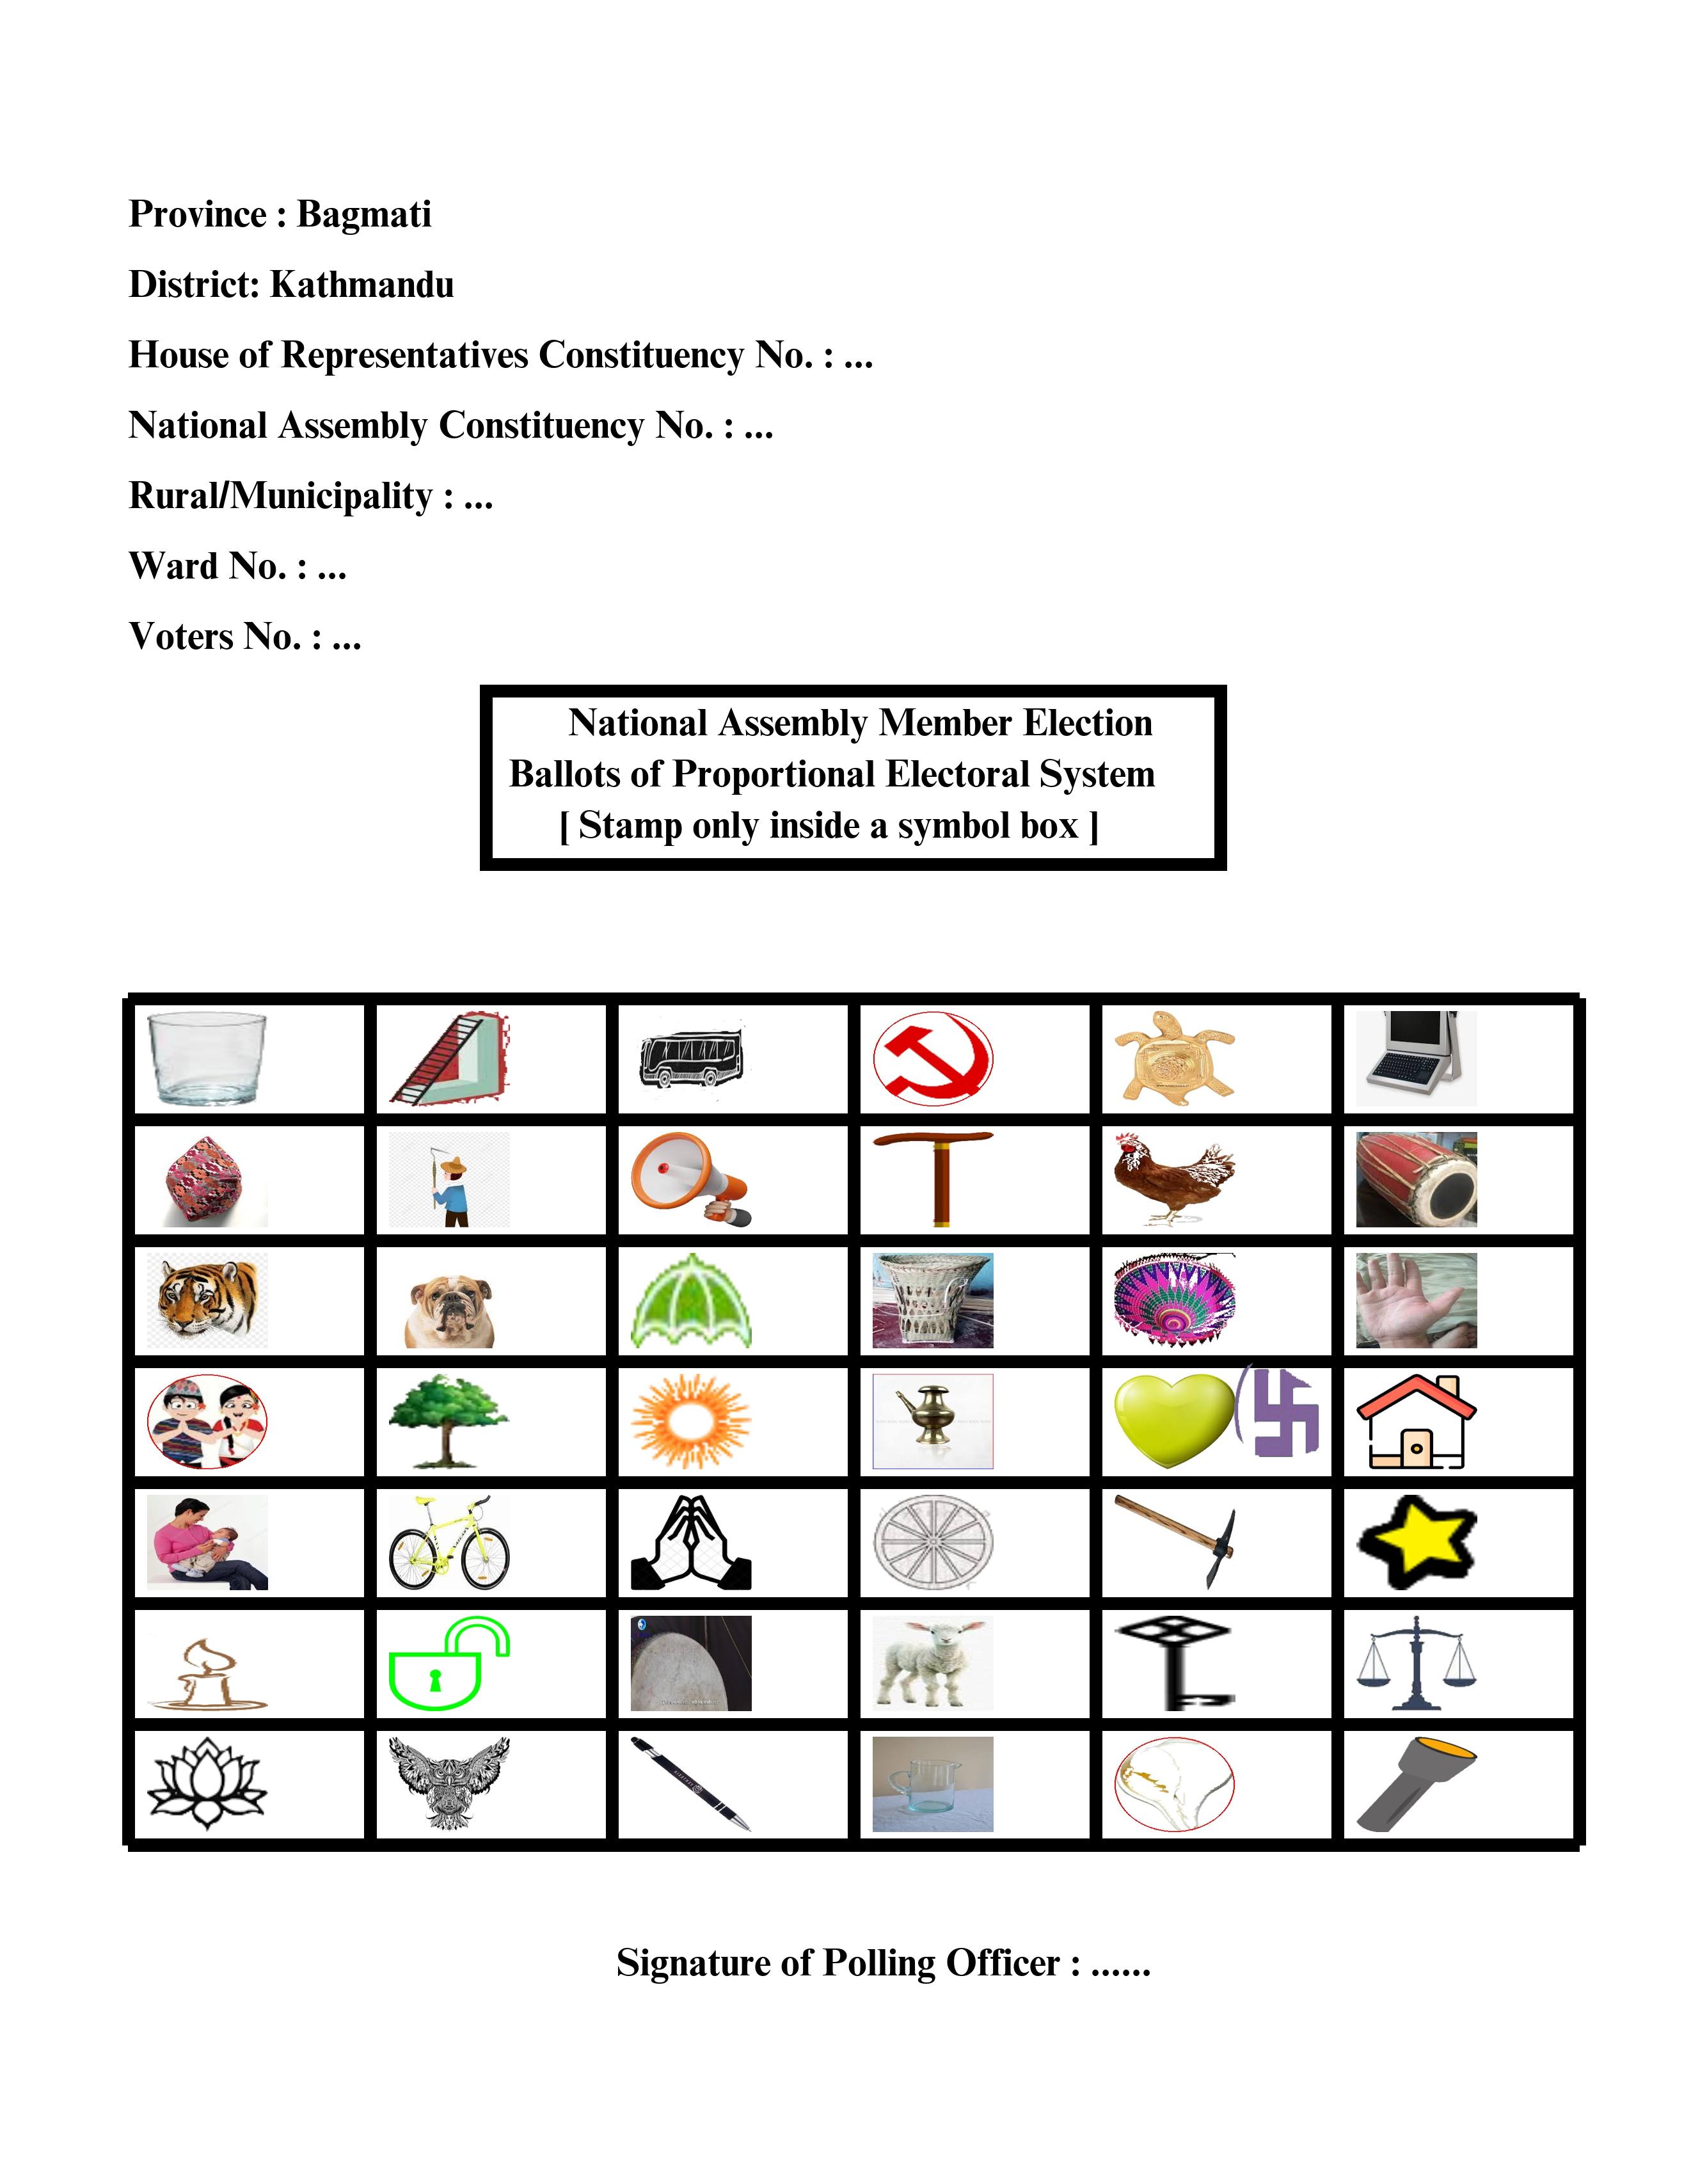 Province : Bagmati
District: Kathmandu
House of Representatives Constituency No. : ...
National Assembly Constituency No. : ...
Rural/Municipality : ...
Ward No. : ...
Voters No. : ...
National Assembly Member Election
Ballots of Proportional Electoral System
[ Stamp only inside a symbol box ]
Signature of Polling Officer : ......